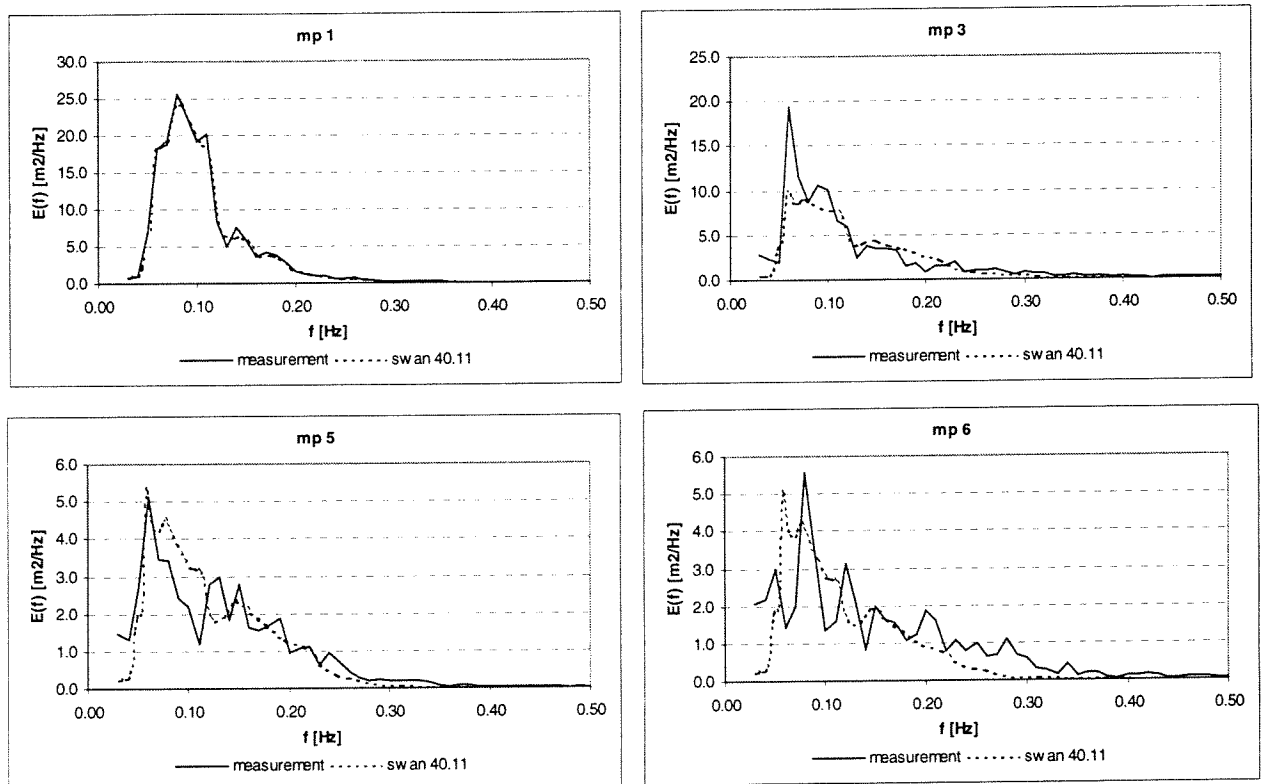 mp 1
30.0
25.0
20.0
15.0
10.0
5.0
0.0
E(f) [m2/Hz]
0.00 0.10 0.20 0.30 0.40 0.50
f [Hz]
measurement swan 40.11
mp 3
25.0
20.0
15.0
10.0
5.0
0.0
E(f) [m2/Hz]
0.00 0.10 0.20 0.30 0.40 0.50
f [Hz]
measurement swan 40.11
mp 5
6.0
5.0
4.0
3.0
2.0
1.0
0.0
E(f) [m2/Hz]
0.00 0.10 0.20 0.30 0.40 0.50
f [Hz]
measurement swan 40.11
mp 6
6.0
5.0
4.0
3.0
2.0
1.0
0.0
E(f) [m2/Hz]
0.00 0.10 0.20 0.30 0.40 0.50
f [Hz]
measurement swan 40.11